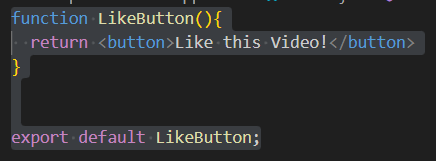 function LikeButton(){
  return <button>Like this Video!</button>
}
export default LikeButton;